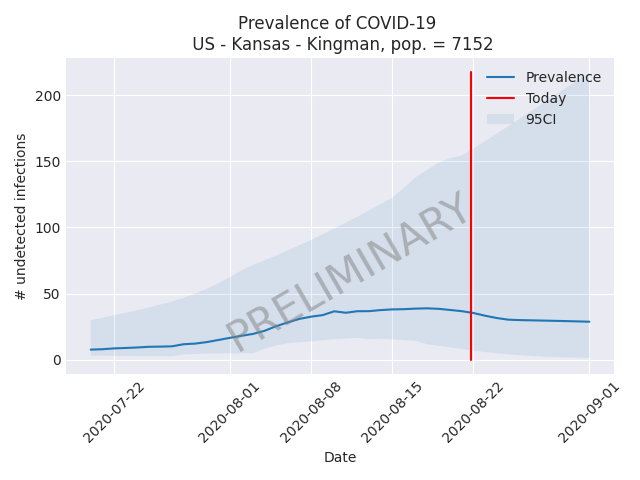 Prevalence of COVID-19
US - Kansas - Kingman, pop. = 7152
# undetected infections
200
150
100
50
0
Prevalence
Today
95CI
PRELIMINARY
2020-07-22
2020-08-01
2020-08-08
2020-08-15
2020-08-22
2020-09-01
Date